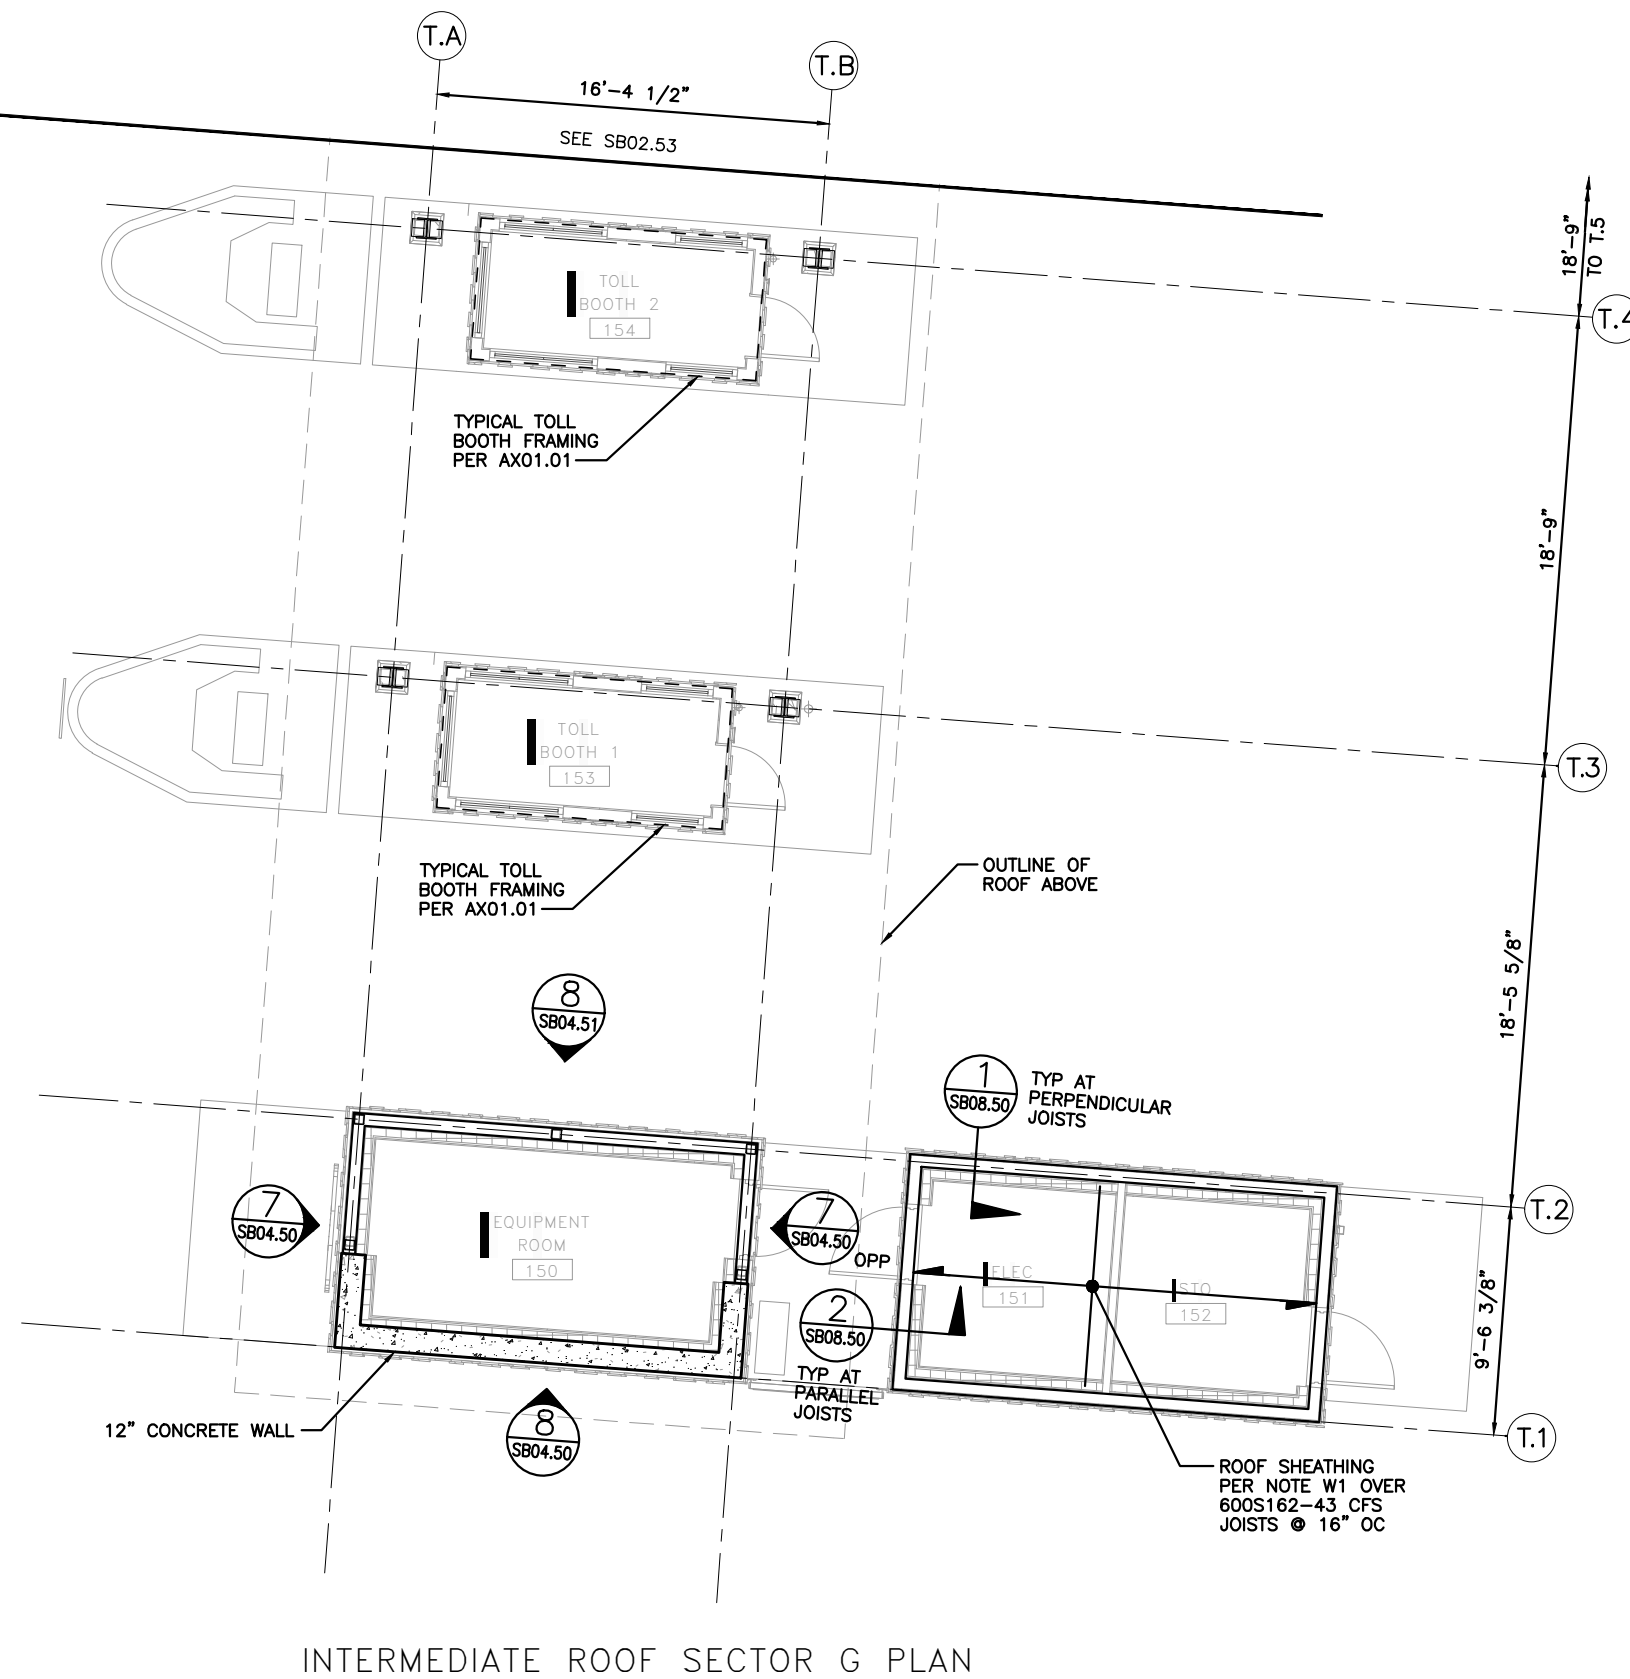 T.A
T.B
16'-4 1/2"
SEE SB02.53
18'-9"
TO T.5
T.4
TOLL
BOOTH 2
154
TYPICAL TOLL
BOOTH FRAMING
PER AX01.01
18'-9"
T.3
TOLL
BOOTH 1
153
TYPICAL TOLL
BOOTH FRAMING
PER AX01.01
OUTLINE OF
ROOF ABOVE
18'-5 5/8"
8
SB04.51
1
SB08.50
TYP AT
PERPENDICULAR
JOISTS
7
SB04.50
EQUIPMENT
ROOM
150
7
SB04.50
OPP
ELEC
151
STO
152
T.2
2
SB08.50
TYP AT
PARALLEL
JOISTS
9'-6 3/8"
12" CONCRETE WALL
8
SB04.50
T.1
ROOF SHEATHING
PER NOTE W1 OVER
600S162-43 CFS
JOISTS @ 16" OC
INTERMEDIATE ROOF SECTOR G PLAN